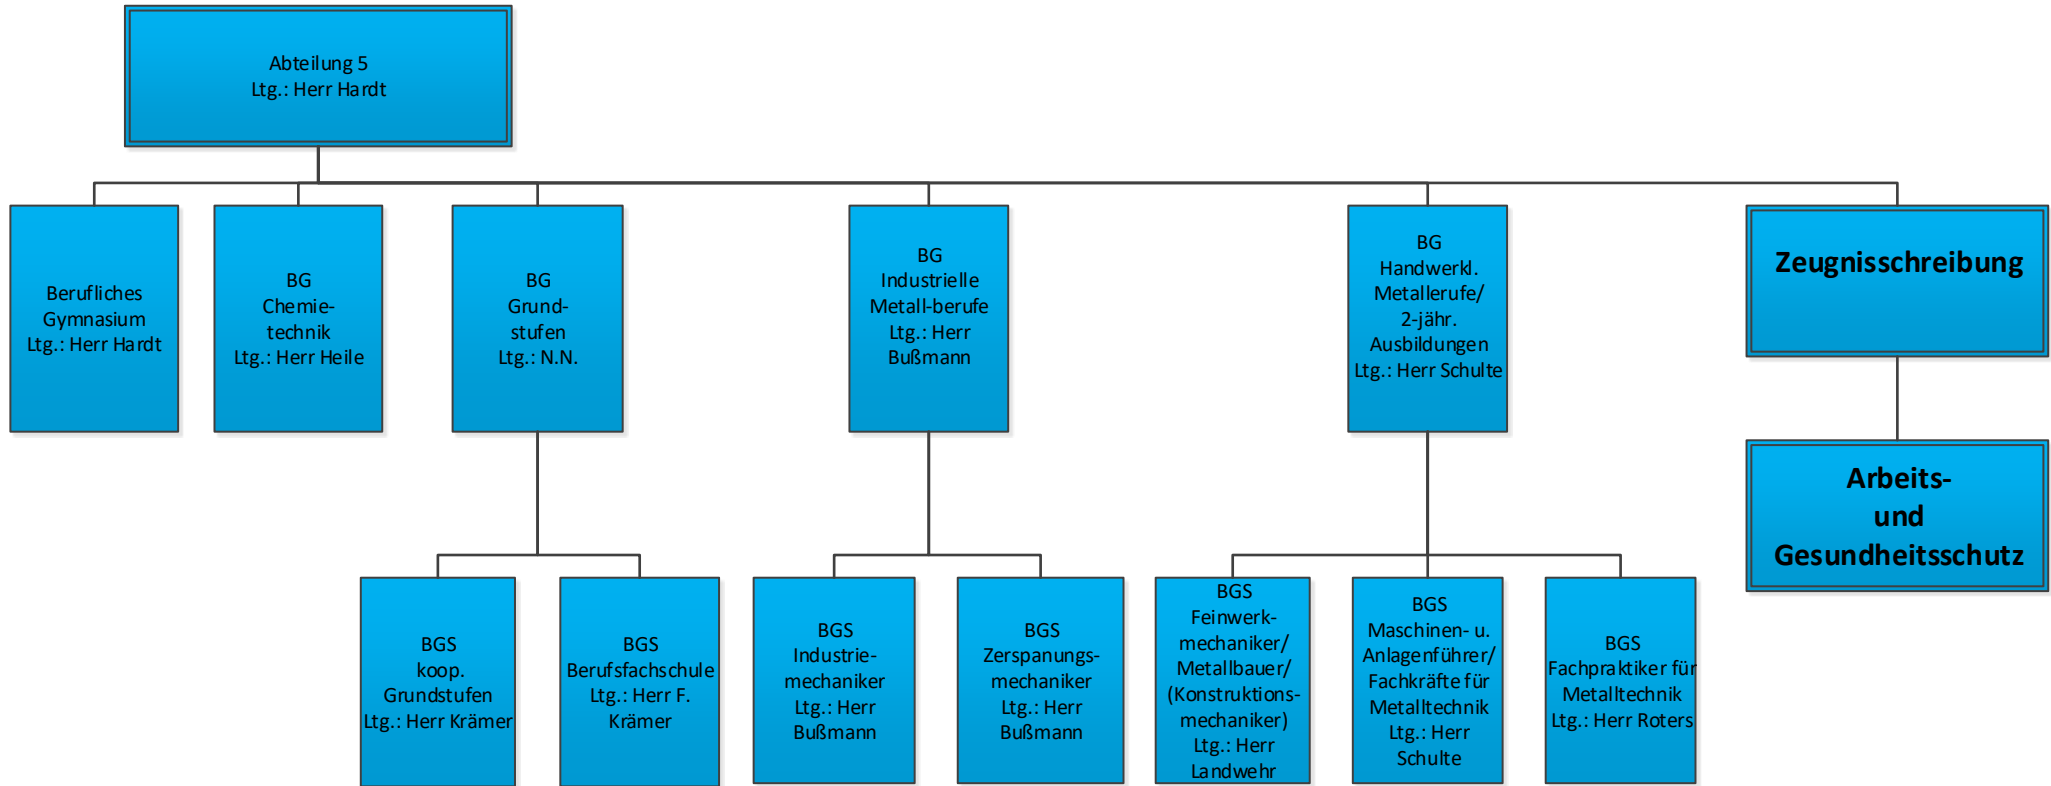 Abteilung 5
Ltg.: Herr Hardt
Berufliches
Gymnasium
Ltg.: Herr Hardt
BG
Chemie-
technik
Ltg.: Herr Heile
BG
Grund-
stufen
Ltg.: N.N.
BG
Industrielle
Metall-berufe
Ltg.: Herr
Bußmann
BG
Handwerkl.
Metallerufe/
2-jähr.
Ausbildungen
Ltg.: Herr Schulte
Zeugnisschreibung
Arbeits-
und
Gesundheitsschutz
BGS
koop.
Grundstufen
Ltg.: Herr Krämer
BGS
Berufsfachschule
Ltg.: Herr F.
Krämer
BGS
Industrie-
mechaniker
Ltg.: Herr
Bußmann
BGS
Zerspanungs-
mechaniker
Ltg.: Herr
Bußmann
BGS
Feinwerk-
mechaniker/
Metallbauer/
(Konstruktions-
mechaniker)
Ltg.: Herr
Landwehr
BGS
Maschinen- u.
Anlagenführer/
Fachkräfte für
Metalltechnik
Ltg.: Herr
Schulte
BGS
Fachpraktiker für
Metalltechnik
Ltg.: Herr Roters